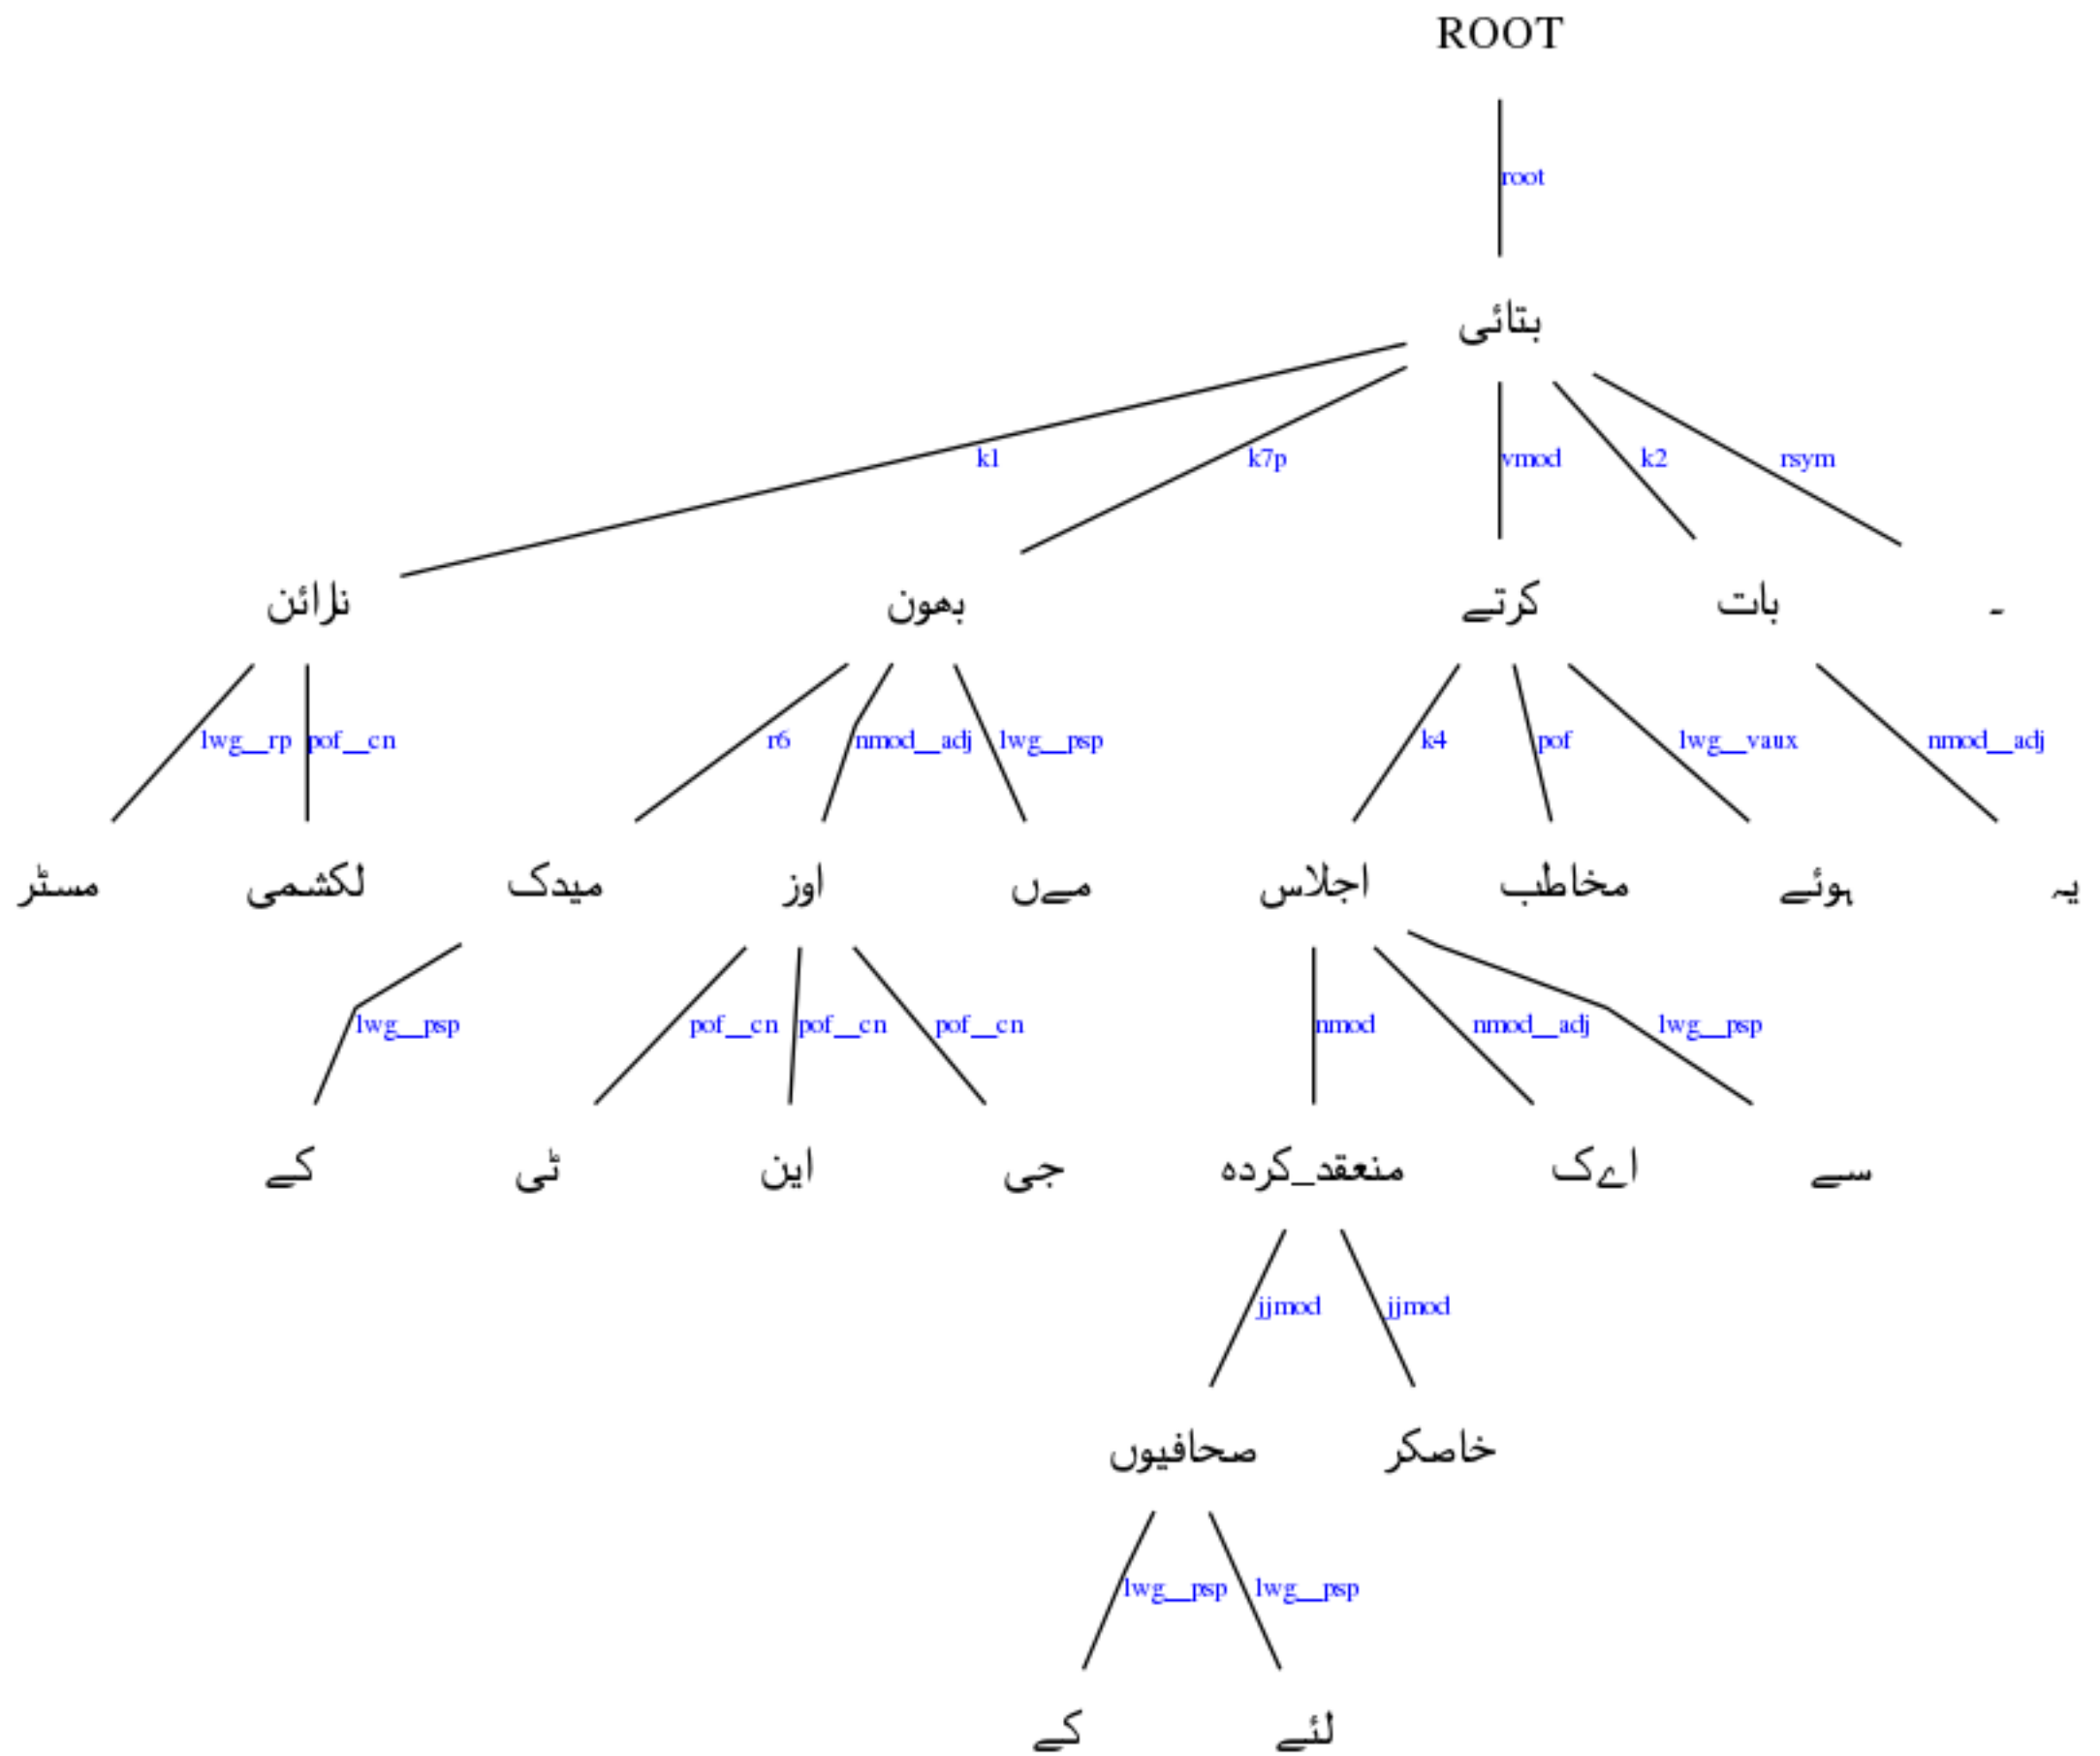 ROOT
root
بتائی
k1 k7p vmod k2 rsym
نرائن بھون کرتے بات ۔
lwg__rp pof__cn r6 nmod__adj lwg__psp k4 pof lwg__vaux nmod__adj
مسٹر لکشمی میدک اوز مےں اجلاس مخاطب ہوئے یہ
lwg__psp pof__cn pof__cn pof__cn nmod nmod__adj lwg__psp
کے ٹی این جی منعقد_کردہ اےک سے
jjmod jjmod
صحافیوں خاصکر
lwg__psp lwg__psp
کے لئے